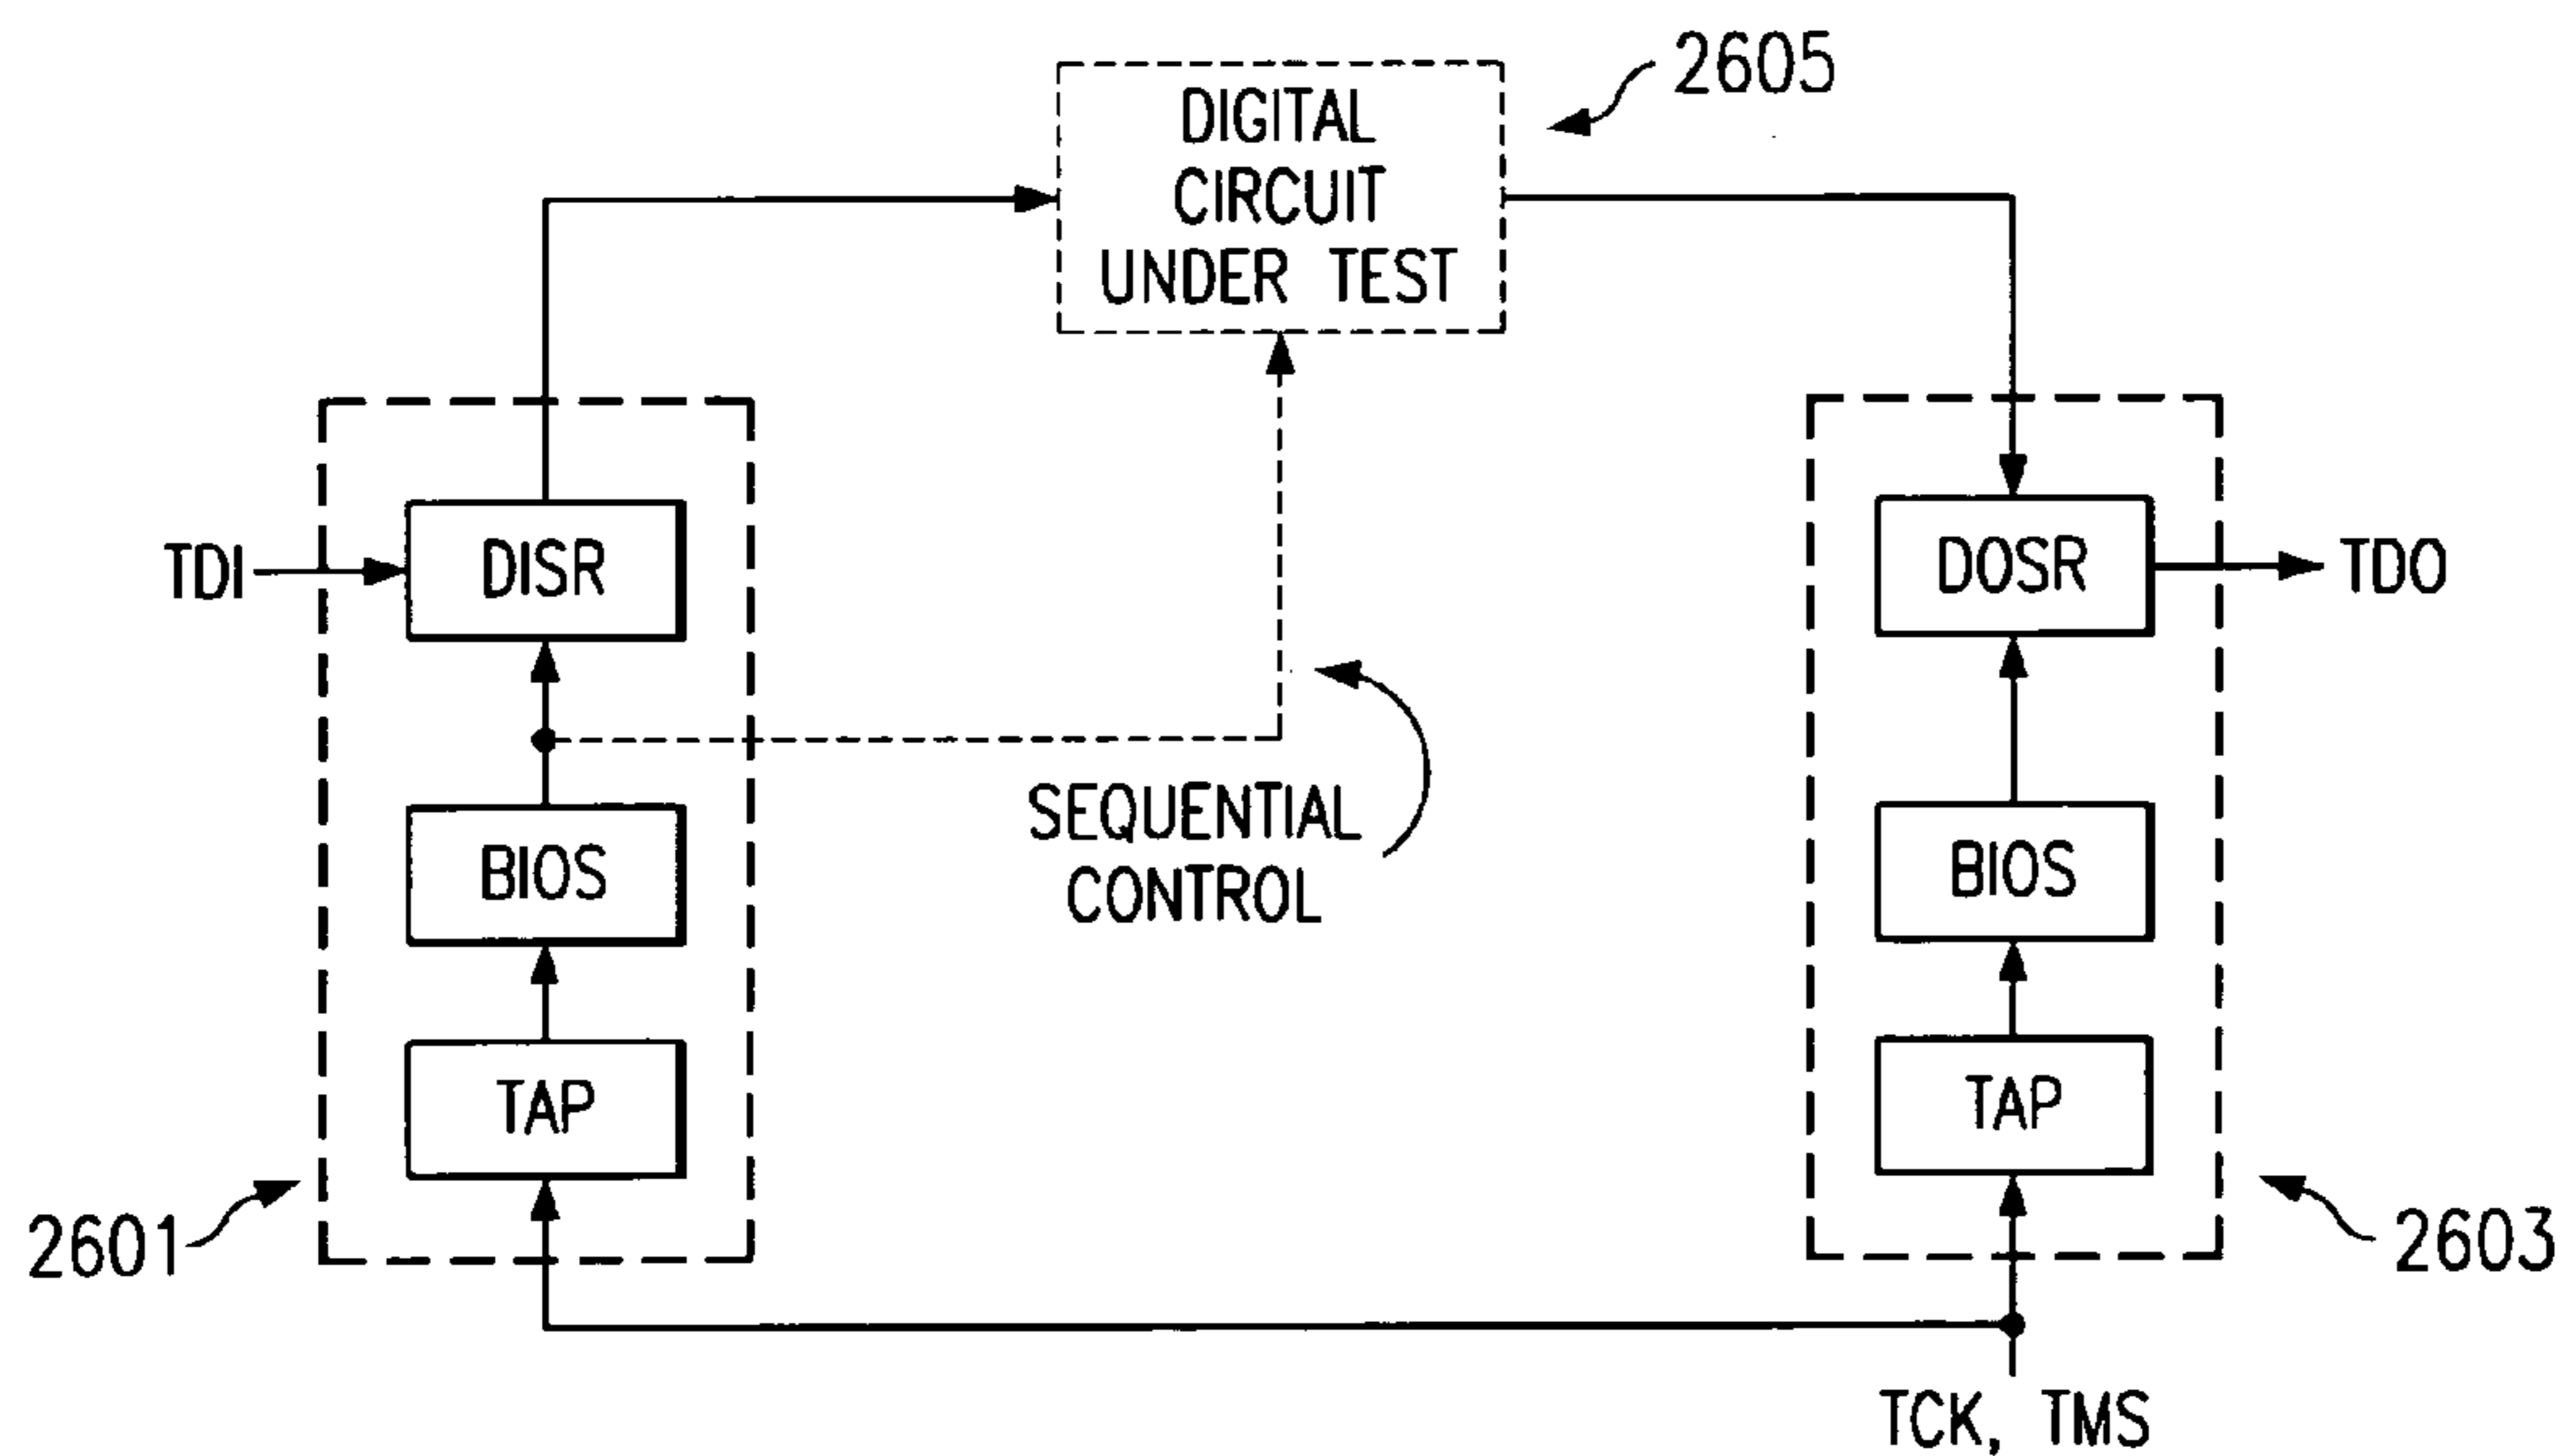 2605
DIGITAL
CIRCUIT
UNDER TEST
TDI
DISR
DOSR
TDO
SEQUENTIAL
CONTROL
BIOS
BIOS
TAP
TAP
2601
2603
TCK, TMS